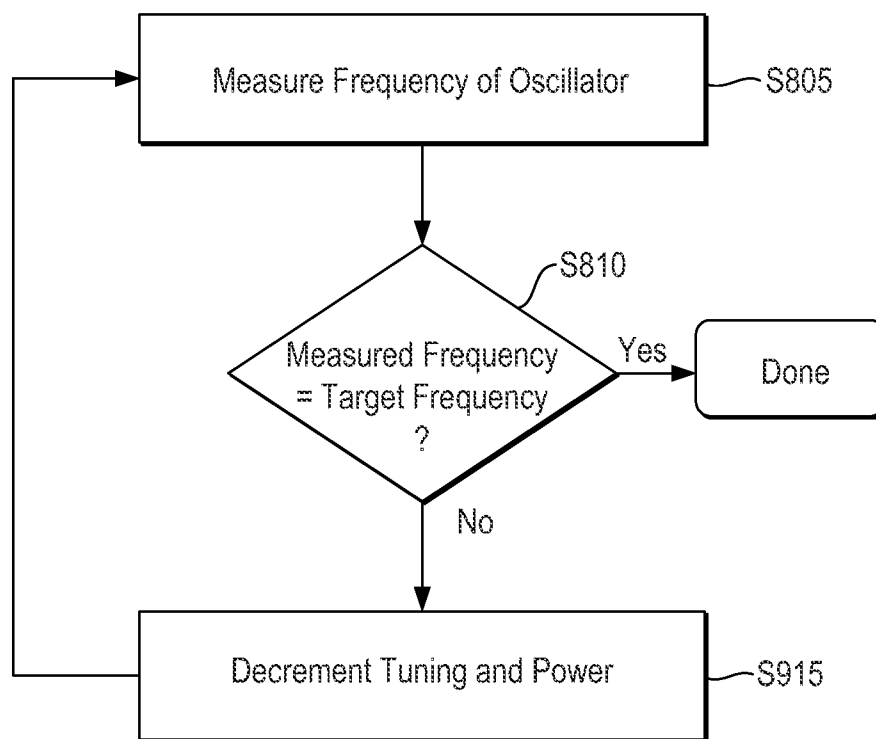 Measure Frequency of Oscillator
S805
S810
Measured Frequency
= Target Frequency
?
Yes
Done
No
Decrement Tuning and Power
S915